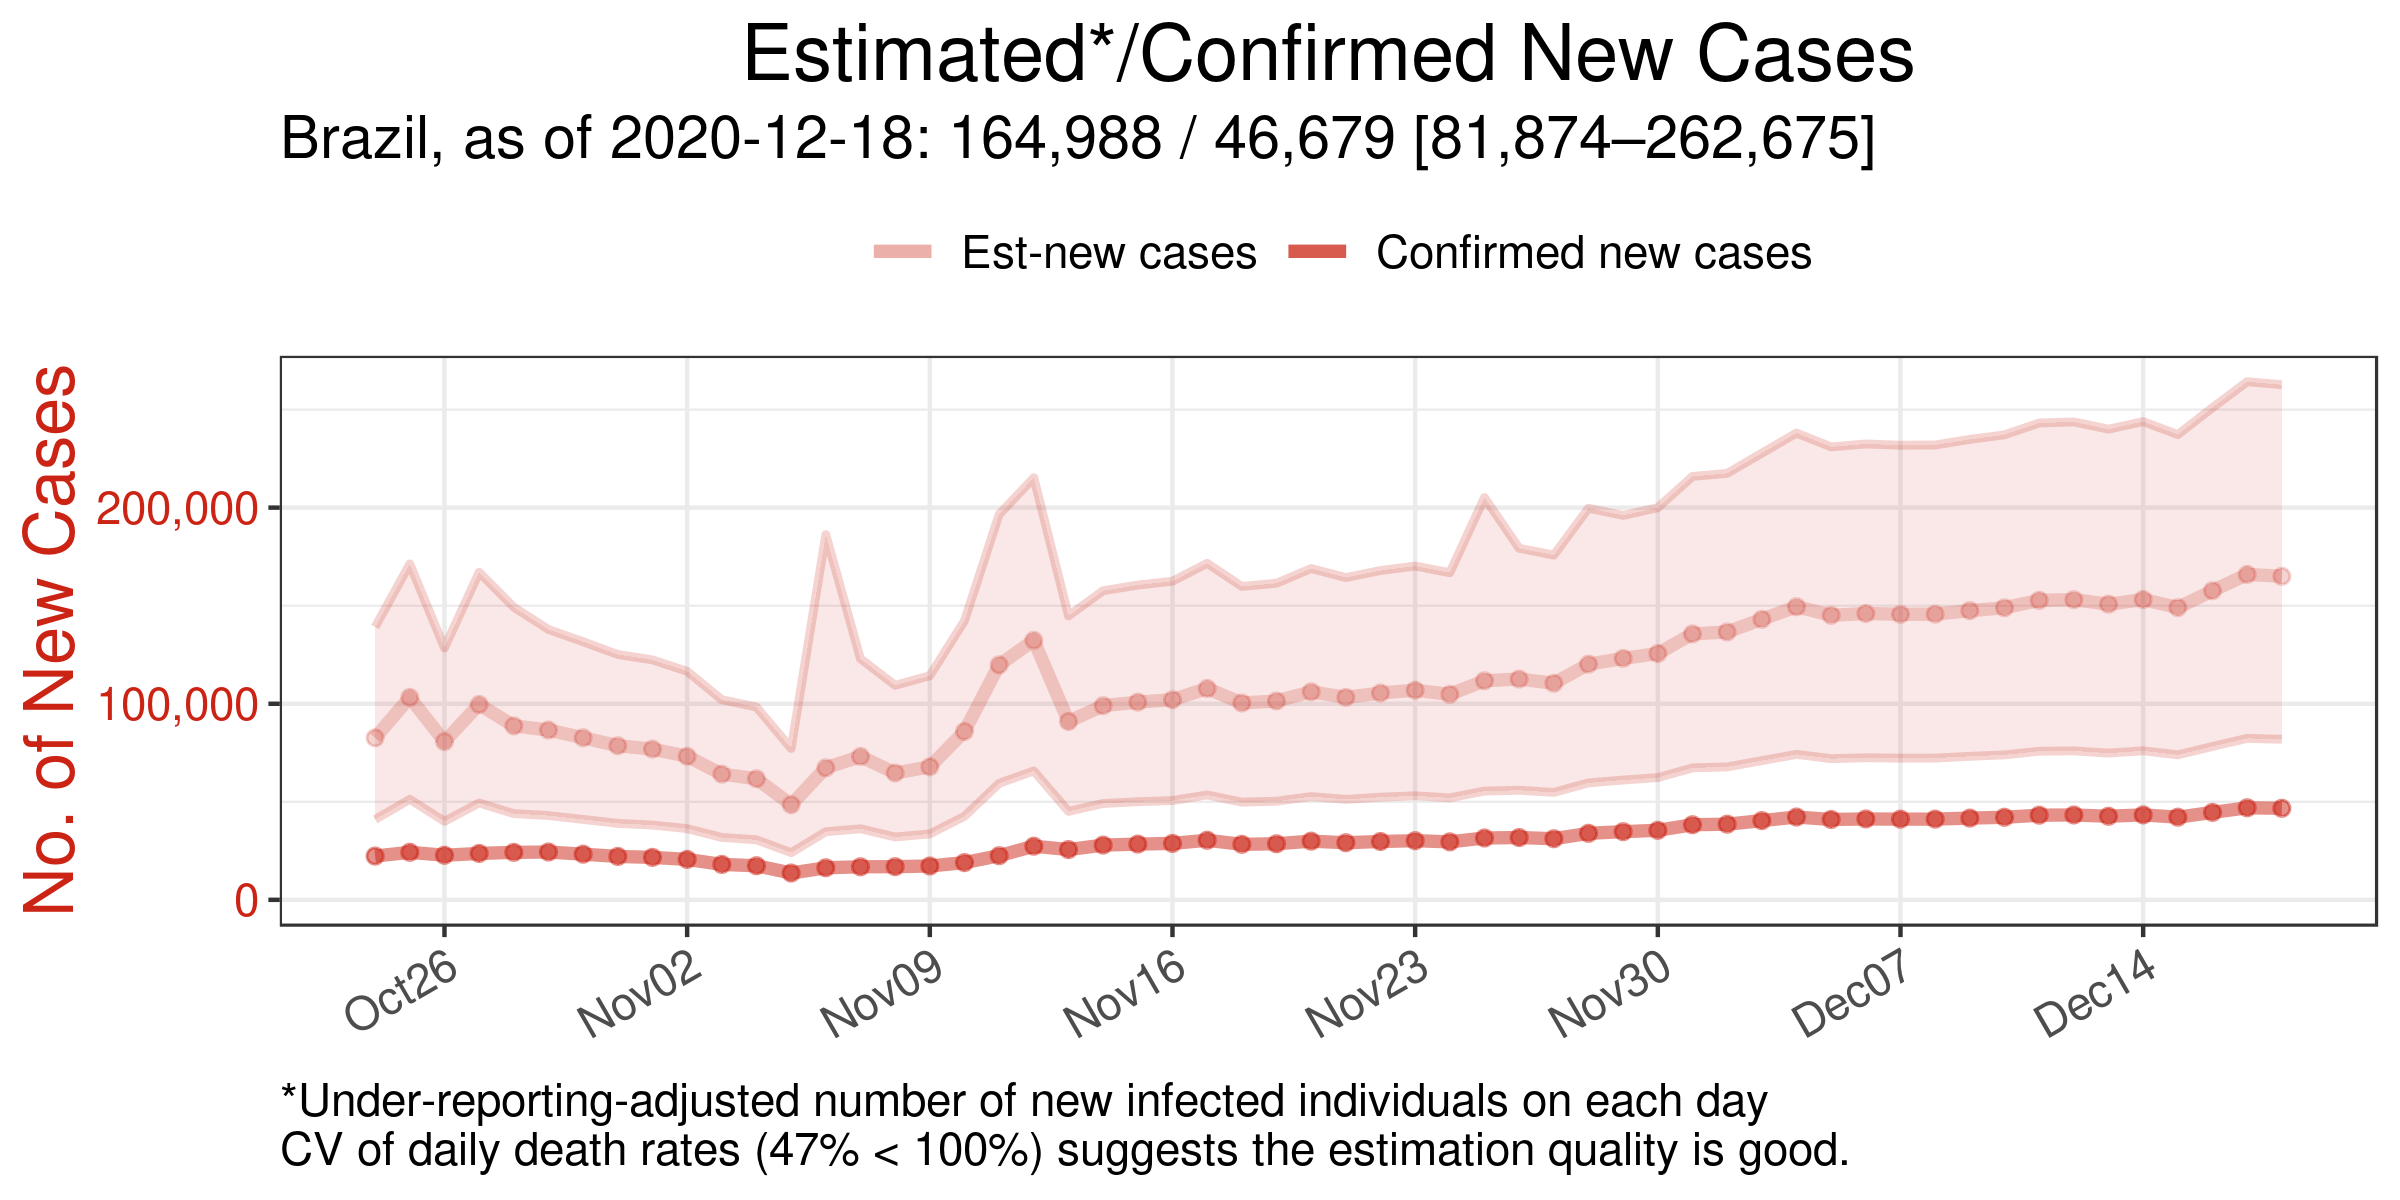 Estimated*/Confirmed New Cases
Brazil, as of 2020-12-18: 164,988 / 46,679 [81,874–262,675]
Est-new cases Confirmed new cases
No. of New Cases
200,000
100,000
0
Oct26 Nov02 Nov09 Nov16 Nov23 Nov30 Dec07 Dec14
*Under-reporting-adjusted number of new infected individuals on each day
CV of daily death rates (47% < 100%) suggests the estimation quality is good.